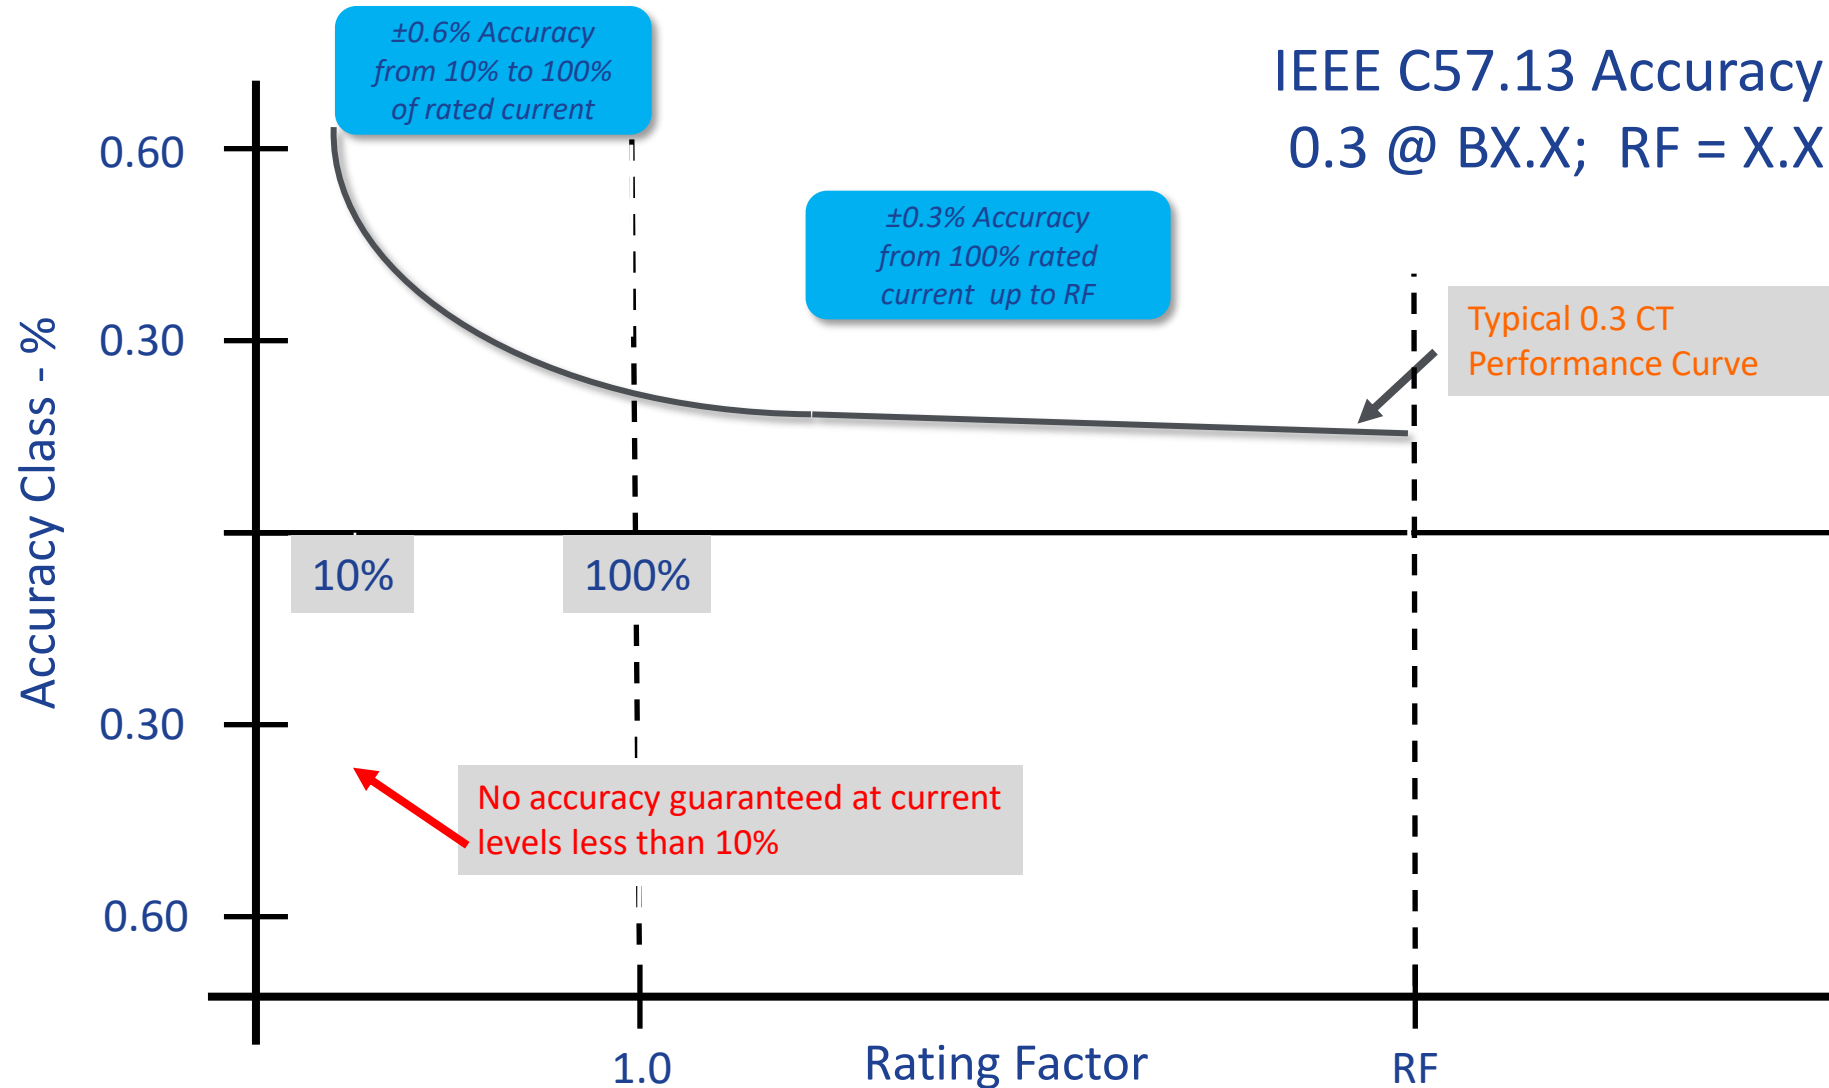 ±0.6% Accuracy
from 10% to 100%
of rated current
IEEE C57.13 Accuracy
0.3 @ BX.X; RF = X.X
0.60
±0.3% Accuracy
from 100% rated
current up to RF
Typical 0.3 CT
Performance Curve
0.30
Accuracy Class - %
10%
100%
0.30
No accuracy guaranteed at current
levels less than 10%
0.60
1.0
Rating Factor
RF